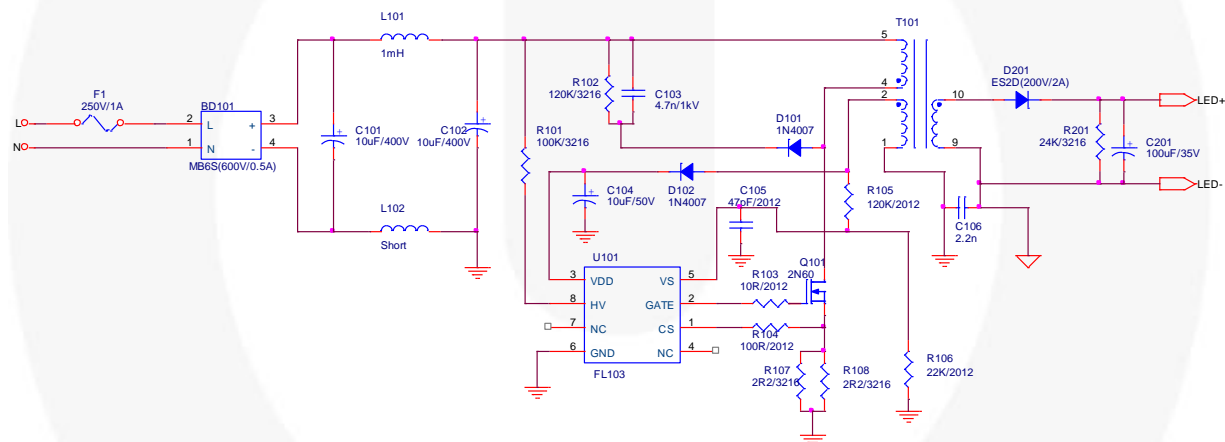 L101
1mH
T101
5
F1
250V/1A
BD101
L
N
2
L
+
3
1
N
-
4
MB6S(600V/0.5A)
C101
10uF/400V
C102
10uF/400V
R102
120K/3216
C103
4.7n/1kV
R101
100K/3216
D101
1N4007
4
2
1
10
9
D201
ES2D(200V/2A)
LED+
R201
24K/3216
C201
100uF/35V
LED-
L102
Short
C104
10uF/50V
D102
1N4007
C105
47pF/2012
R105
120K/2012
C106
2.2n
U101
3
VDD
VS
5
8
HV
GATE
2
7
NC
CS
1
6
GND
NC
4
FL103
R103
10R/2012
Q101
2N60
R104
100R/2012
R107
2R2/3216
R108
2R2/3216
R106
22K/2012